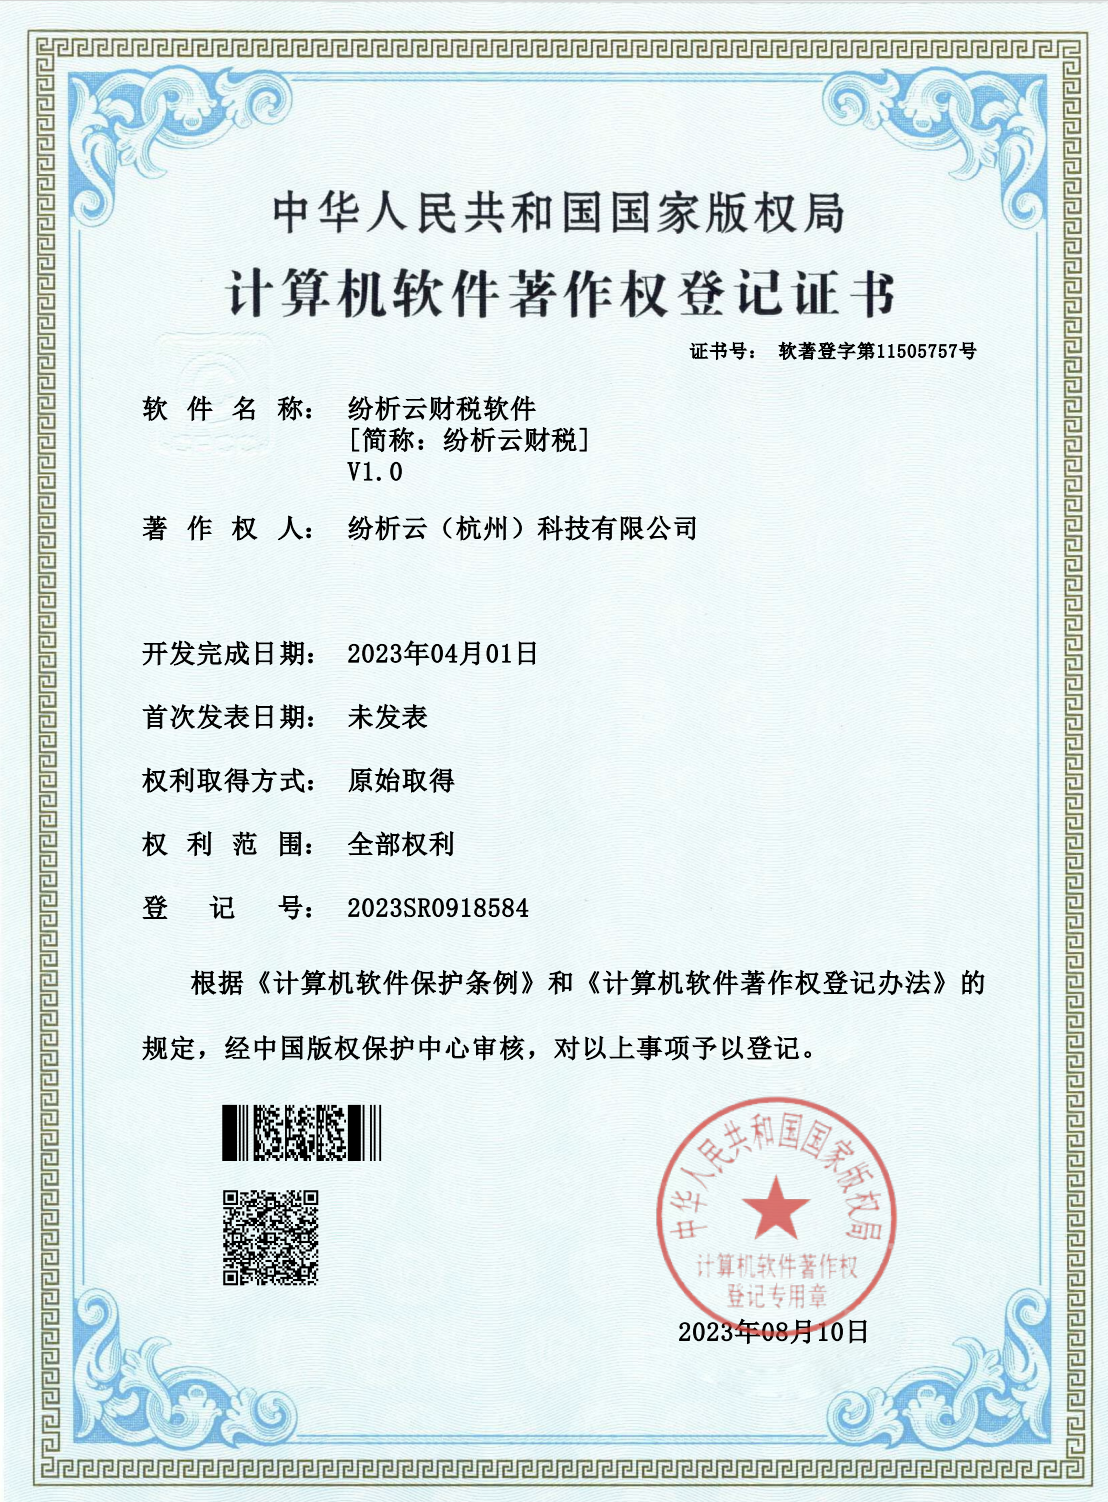 中华人民共和国国家版权局
计算机软件著作权登记证书
证书号： 软著登字第11505757号
软件名称： 纷析云财税软件
[简称：纷析云财税]
V1.0
著作权人： 纷析云（杭州）科技有限公司
开发完成日期： 2023年04月01日
首次发表日期： 未发表
权利取得方式： 原始取得
权利范围： 全部权利
登记号： 2023SR0918584
根据《计算机软件保护条例》和《计算机软件著作权登记办法》的
规定，经中国版权保护中心审核，对以上事项予以登记。
中华人民共和国国家版权局
计算机软件著作权
登记专用章
2023年08月10日